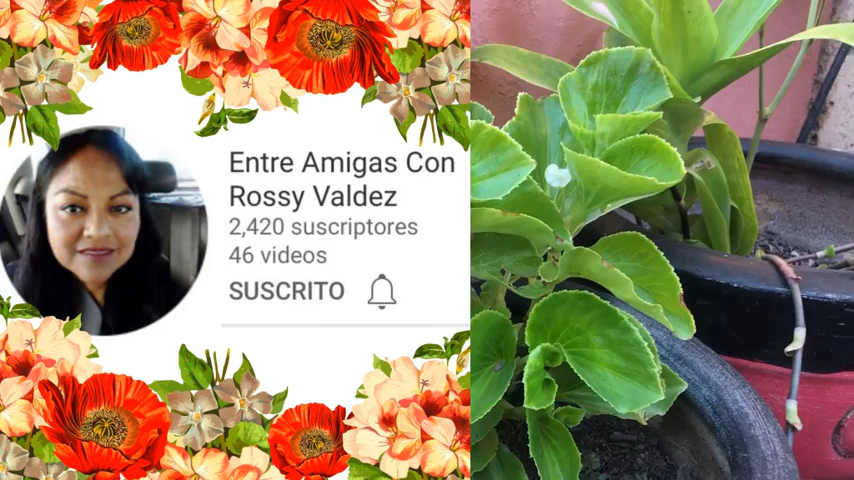 Entre Amigas Con
Rossy Valdez
2,420 suscriptores
46 videos
SUSCRITO